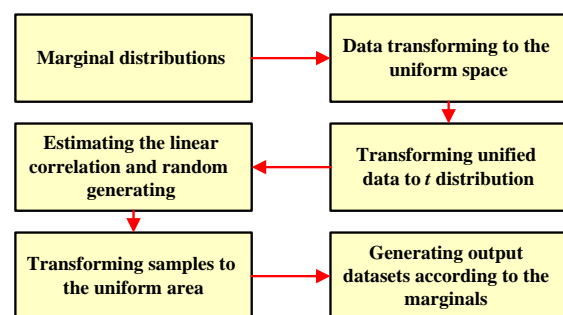 Marginal distributions
Data transforming to the
uniform space
Transforming unified
data to t distribution
Estimating the linear
correlation and random
generating
Transforming samples to
the uniform area
Generating output
datasets according to the
marginals